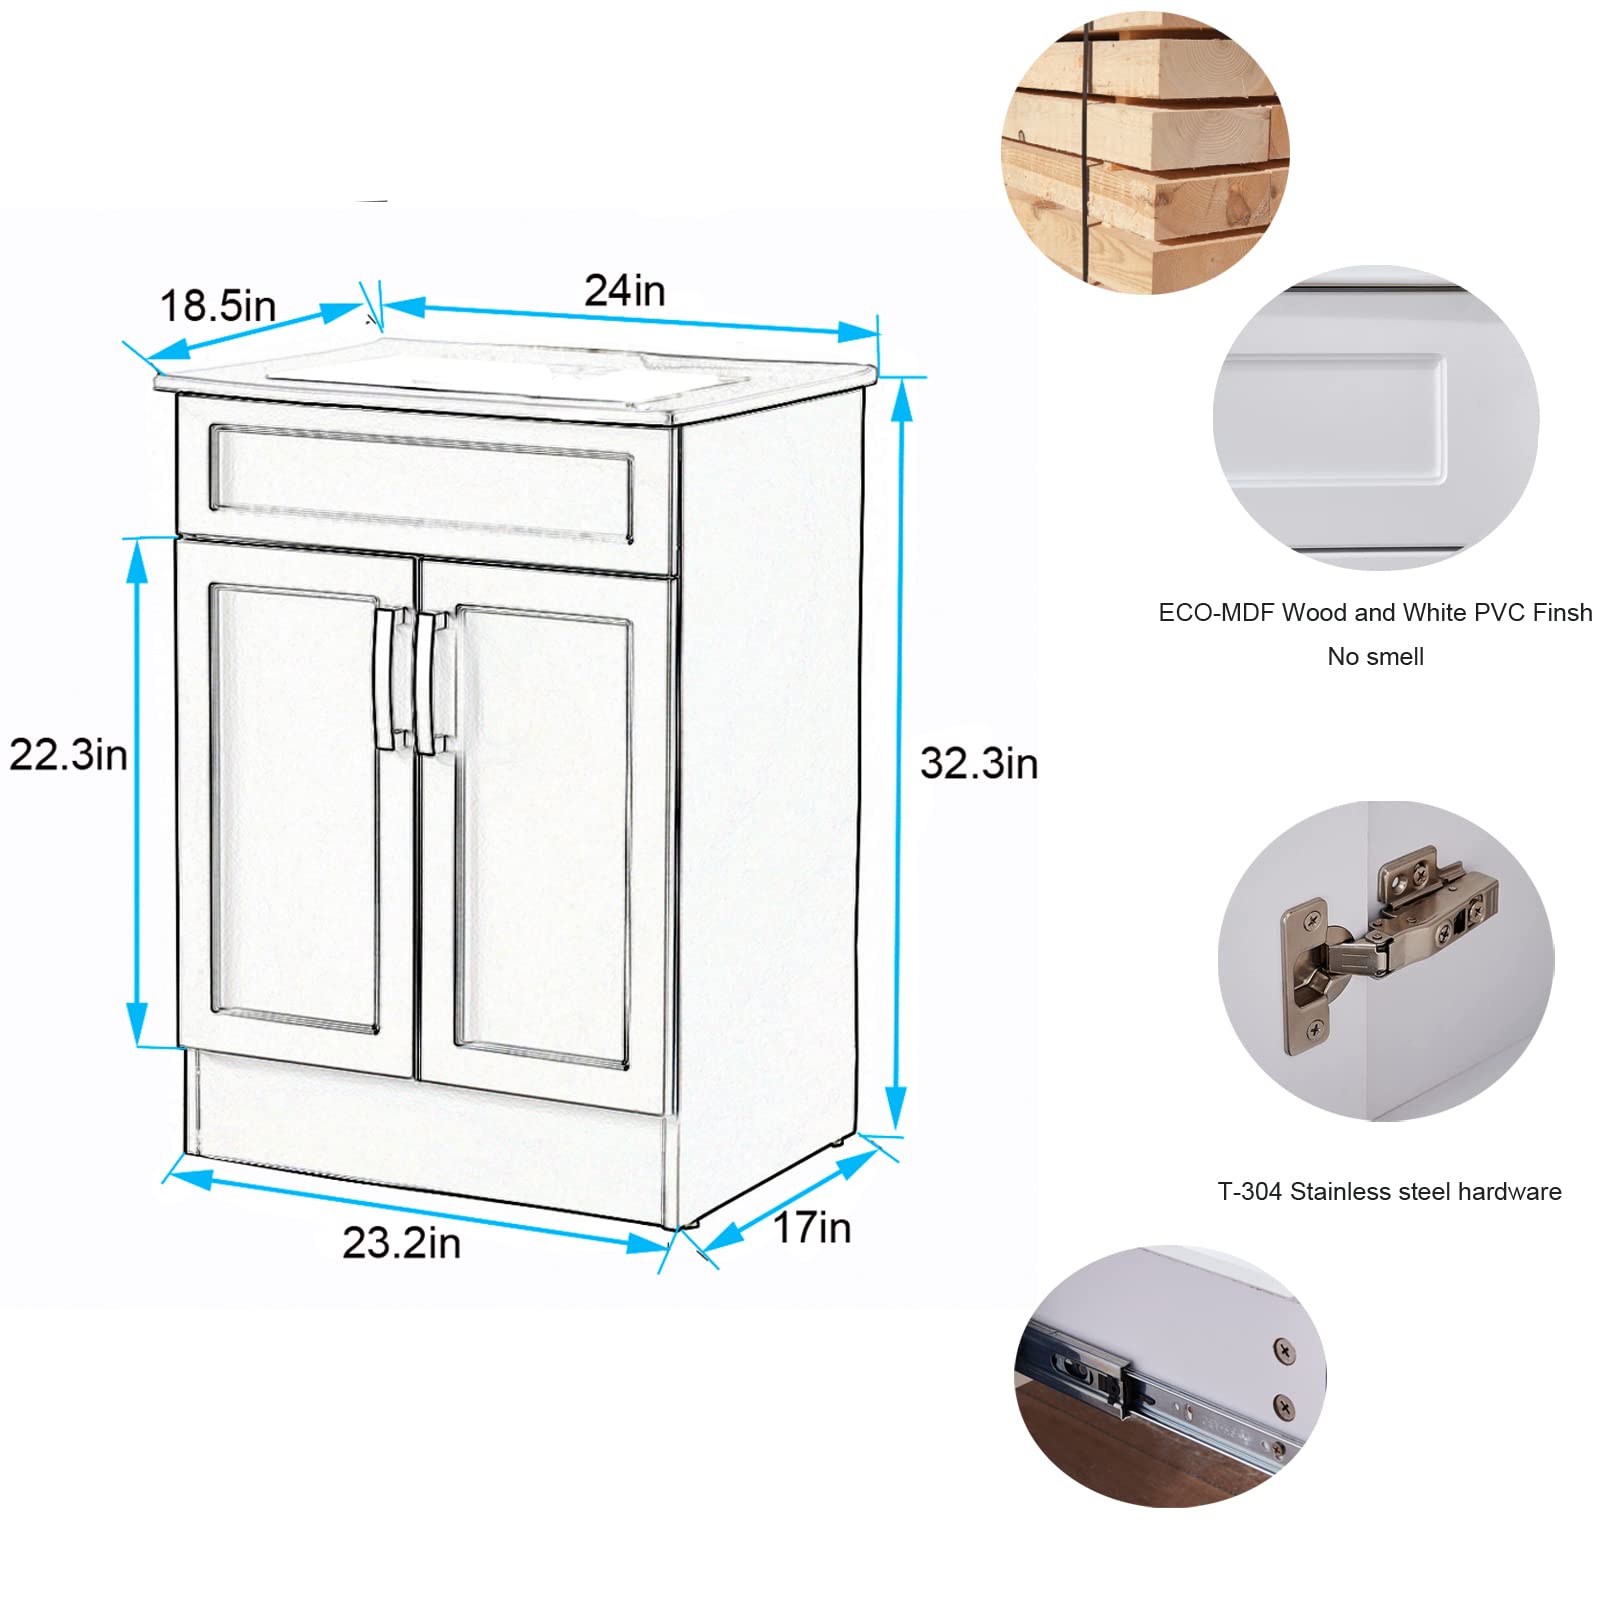 18.5in
24in
22.3in
32.3in
23.2in
17in
ECO-MDF Wood and White PVC Finsh
No smell
T-304 Stainless steel hardware